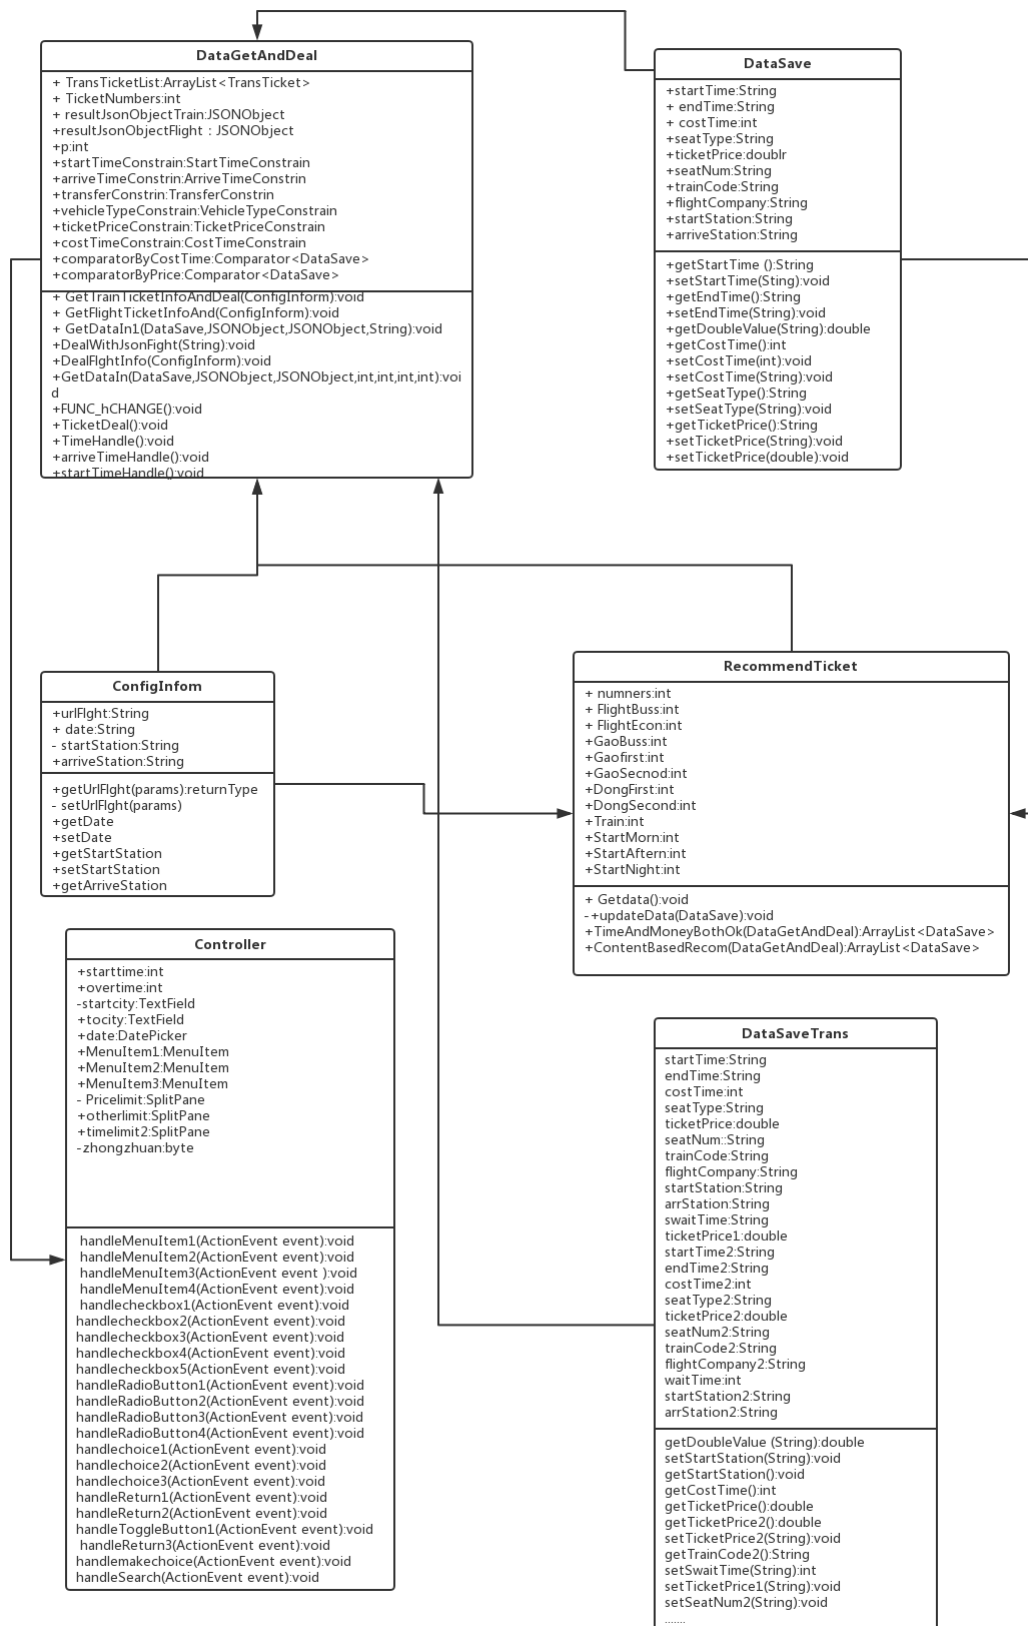 DataGetAndDeal
+ TransTicketList:ArrayList<TransTicket>
+ TicketNumbers:int
+ resultJsonObjectTrain:JSONObject
+resultJsonObjectFlight：JSONObject
+p:int
+startTimeConstrain:StartTimeConstrain
+arriveTimeConstrin:ArriveTimeConstrin
+transferConstrin:TransferConstrin
+vehicleTypeConstrain:VehicleTypeConstrain
+ticketPriceConstrain:TicketPriceConstrain
+costTimeConstrain:CostTimeConstrain
+comparatorByCostTime:Comparator<DataSave>
+comparatorByPrice:Comparator<DataSave>
+ GetTrainTicketInfoAndDeal(ConfigInform):void
+ GetFlightTicketInfoAnd(ConfigInform):void
+ GetDataIn1(DataSave,JSONObject,JSONObject,String):void
+DealWithJsonFight(String):void
+DealFlghtInfo(ConfigInform):void
+GetDataIn(DataSave,JSONObject,JSONObject,int,int,int,int):voi
d
+FUNC_hCHANGE():void
+TicketDeal():void
+TimeHandle():void
+arriveTimeHandle():void
+startTimeHandle():void
DataSave
+startTime:String
+ endTime:String
+ costTime:int
+seatType:String
+ticketPrice:doublr
+seatNum:String
+trainCode:String
+flightCompany:String
+startStation:String
+arriveStation:String
+getStartTime ():String
+setStartTime(Sting):void
+getEndTime():String
+setEndTime(String):void
+getDoubleValue(String):double
+getCostTime():int
+setCostTime(int):void
+setCostTime(String):void
+getSeatType():String
+setSeatType(String):void
+getTicketPrice():String
+setTicketPrice(String):void
+setTicketPrice(double):void
ConfigInfom
+urlFlght:String
+ date:String
- startStation:String
+arriveStation:String
+getUrlFlght(params):returnType
- setUrlFlght(params)
+getDate
+setDate
+getStartStation
+setStartStation
+getArriveStation
RecommendTicket
+ numners:int
+ FlightBuss:int
+ FlightEcon:int
+GaoBuss:int
+Gaofirst:int
+GaoSecnod:int
+DongFirst:int
+DongSecond:int
+Train:int
+StartMorn:int
+StartAftern:int
+StartNight:int
+ Getdata():void
-+updateData(DataSave):void
+TimeAndMoneyBothOk(DataGetAndDeal):ArrayList<DataSave>
+ContentBasedRecom(DataGetAndDeal):ArrayList<DataSave>
Controller
+starttime:int
+overtime:int
-startcity:TextField
+tocity:TextField
+date:DatePicker
+MenuItem1:MenuItem
+MenuItem2:MenuItem
+MenuItem3:MenuItem
- Pricelimit:SplitPane
+otherlimit:SplitPane
+timelimit2:SplitPane
-zhongzhuan:byte
handleMenuItem1(ActionEvent event):void
handleMenuItem2(ActionEvent event):void
handleMenuItem3(ActionEvent event ):void
handleMenuItem4(ActionEvent event):void
handlecheckbox1(ActionEvent event):void
handlecheckbox2(ActionEvent event):void
handlecheckbox3(ActionEvent event):void
handlecheckbox4(ActionEvent event):void
handlecheckbox5(ActionEvent event):void
handleRadioButton1(ActionEvent event):void
handleRadioButton2(ActionEvent event):void
handleRadioButton3(ActionEvent event):void
handleRadioButton4(ActionEvent event):void
handlechoice1(ActionEvent event):void
handlechoice2(ActionEvent event):void
handlechoice3(ActionEvent event):void
handleReturn1(ActionEvent event):void
handleReturn2(ActionEvent event):void
handleToggleButton1(ActionEvent event):void
handleReturn3(ActionEvent event):void
handlemakechoice(ActionEvent event):void
handleSearch(ActionEvent event):void
DataSaveTrans
startTime:String
endTime:String
costTime:int
seatType:String
ticketPrice:double
seatNum::String
trainCode:String
flightCompany:String
startStation:String
arrStation:String
swaitTime:String
ticketPrice1:double
startTime2:String
endTime2:String
costTime2:int
seatType2:String
ticketPrice2:double
seatNum2:String
trainCode2:String
flightCompany2:String
waitTime:int
startStation2:String
arrStation2:String
getDoubleValue (String):double
setStartStation(String):void
getStartStation():void
getCostTime():int
getTicketPrice():double
getTicketPrice2():double
setTicketPrice2(String):void
getTrainCode2():String
setSwaitTime(String):int
setTicketPrice1(String):void
setSeatNum2(String):void
.......